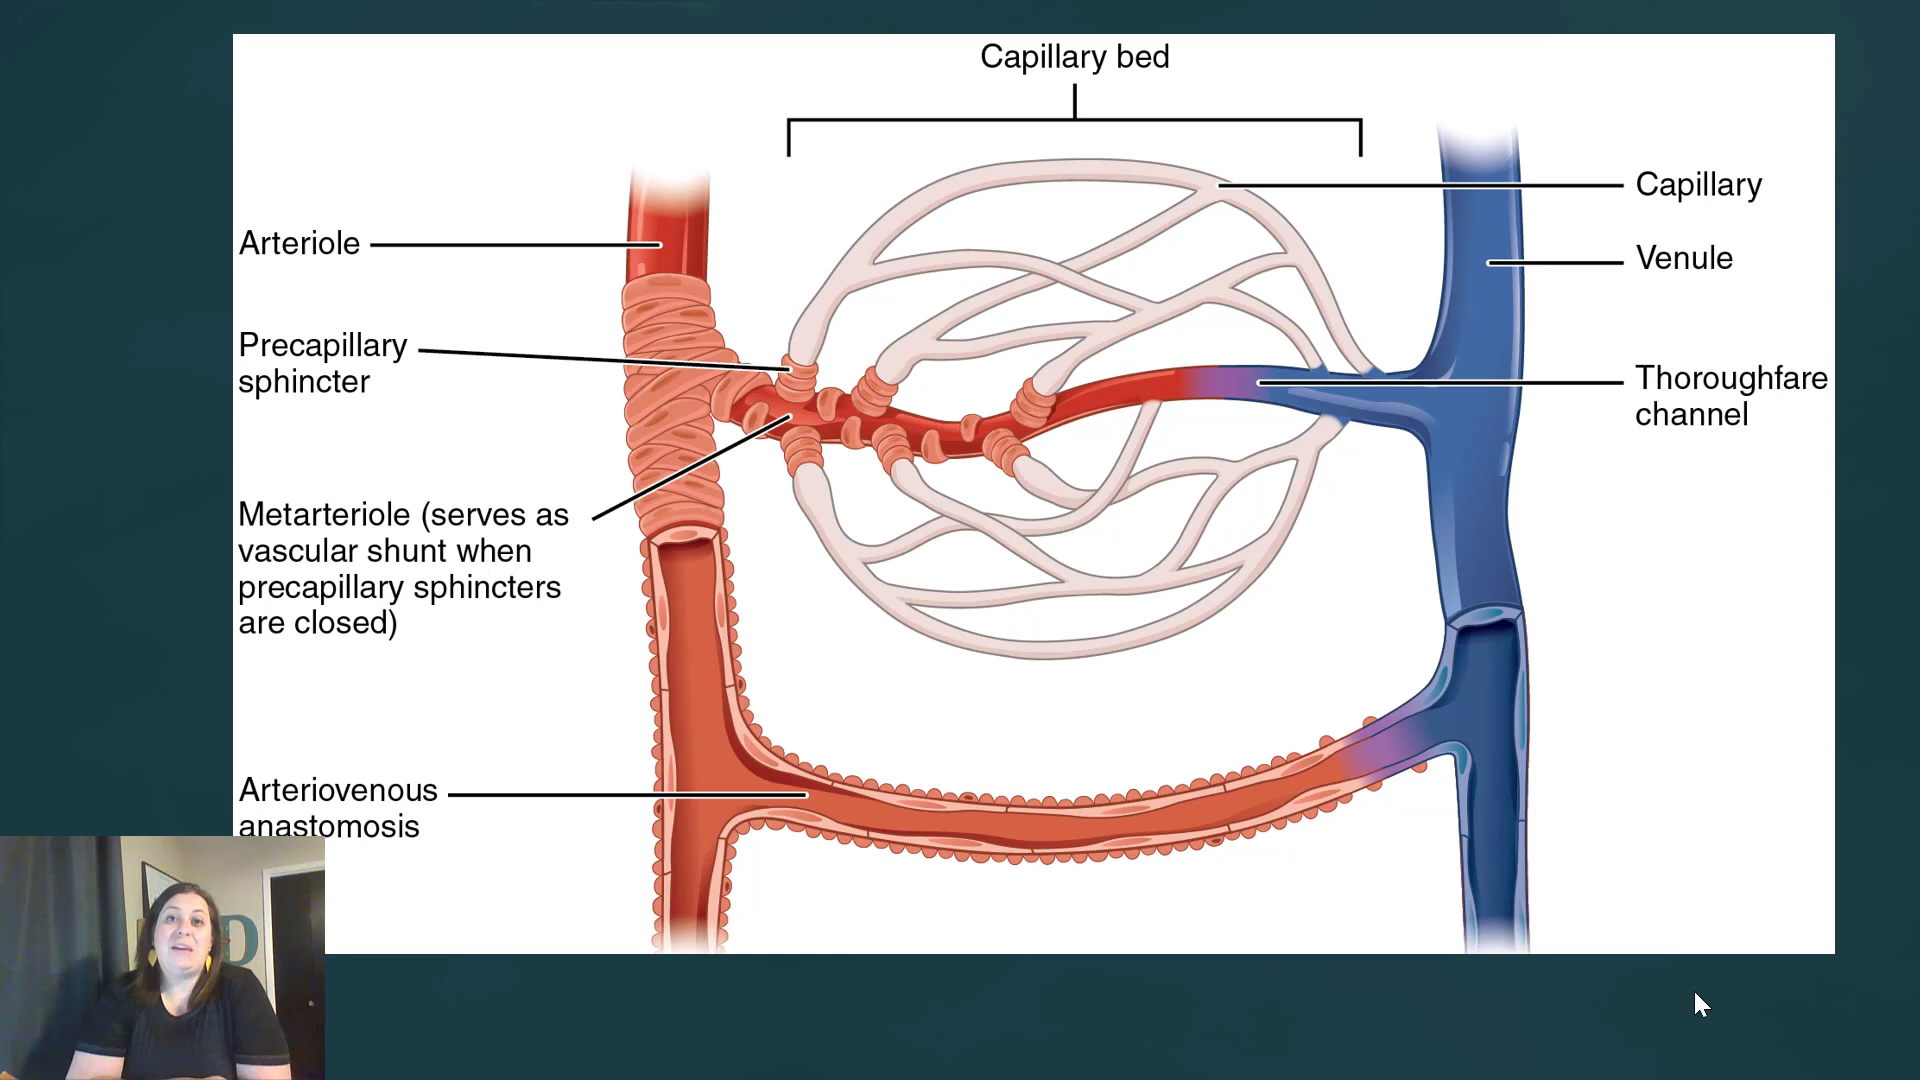 Capillary bed
Capillary
Arteriole
Venule
Precapillary
sphincter
Thoroughfare
channel
Metarteriole (serves as
vascular shunt when
precapillary sphincters
are closed)
Arteriovenous
anastomosis
D